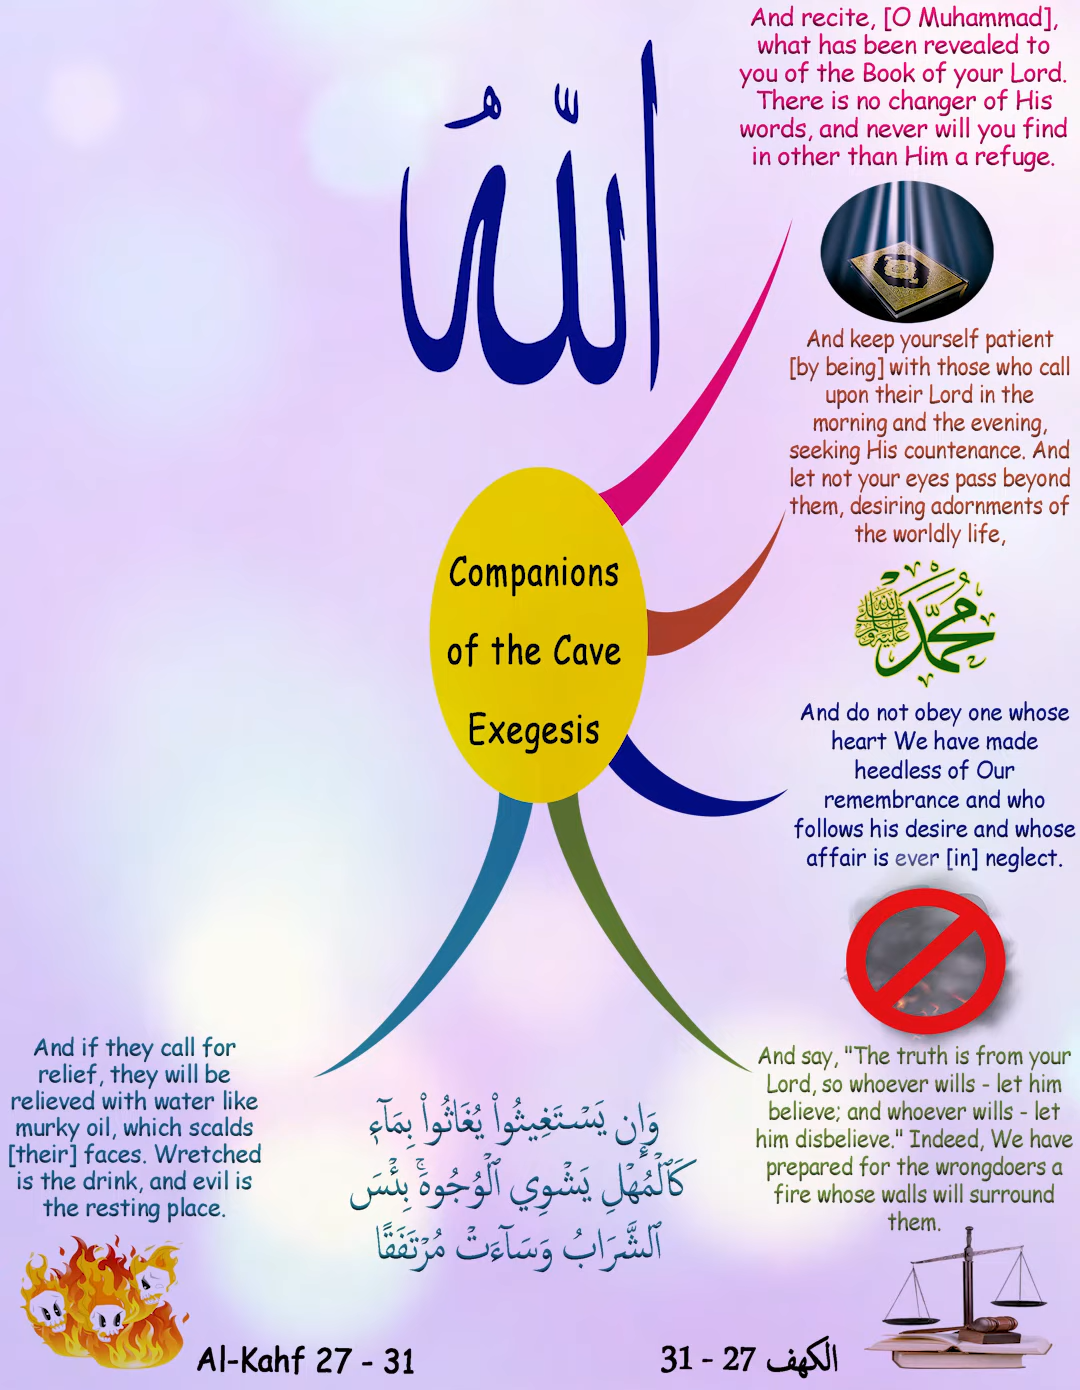 And recite, [O Muhammad],
what has been revealed to
you of the Book of your Lord.
There is no changer of His
words, and never will you find
in other than Him a refuge.
اللهُ
And keep yourself patient
[by being] with those who call
upon their Lord in the
morning and the evening,
seeking His countenance. And
let not your eyes pass beyond
them, desiring adornments of
the worldly life,
Companions
of the Cave
Exegesis
محمد
صلى الله عليه وسلم
And do not obey one whose
heart We have made
heedless of Our
remembrance and who
follows his desire and whose
affair is ever [in] neglect.
And say, "The truth is from your
Lord, so whoever wills - let him
believe; and whoever wills - let
him disbelieve." Indeed, We have
prepared for the wrongdoers a
fire whose walls will surround
them.
And if they call for
relief, they will be
relieved with water like
murky oil, which scalds
[their] faces. Wretched
is the drink, and evil is
the resting place.
وَإِن يَسْتَغِيثُواْ يُغَاثُواْ بِمَآءٖ
كَٱلْمُهْلِ يَشْوِي ٱلْوُجُوهَۚ بِئْسَ
ٱلشَّرَابُ وَسَآءَتْ مُرْتَفَقًا
Al-Kahf 27 - 31
الكهف 27 - 31